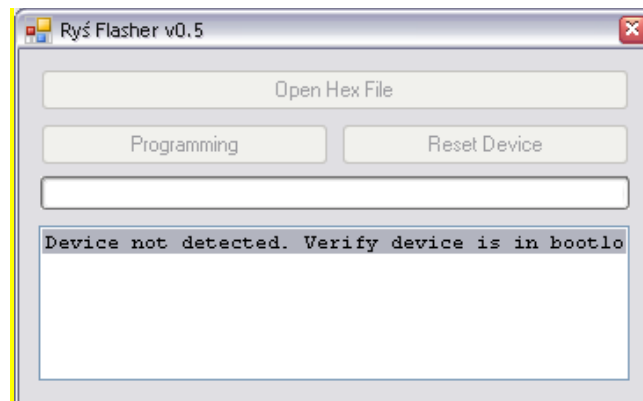 Ryś Flasher v0.5
Open Hex File
Programming
Reset Device
Device not detected. Verify device is in bootlo